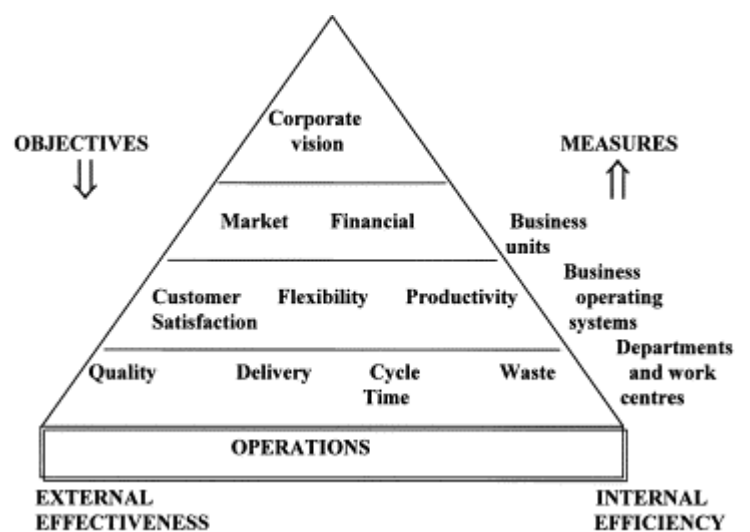 Corporate
vision
OBJECTIVES
MEASURES
Market Financial
Business
units
Customer
Satisfaction
Flexibility
Productivity
Business
operating
systems
Quality
Delivery
Cycle
Time
Waste
Departments
and work
centres
OPERATIONS
EXTERNAL
EFFECTIVENESS
INTERNAL
EFFICIENCY